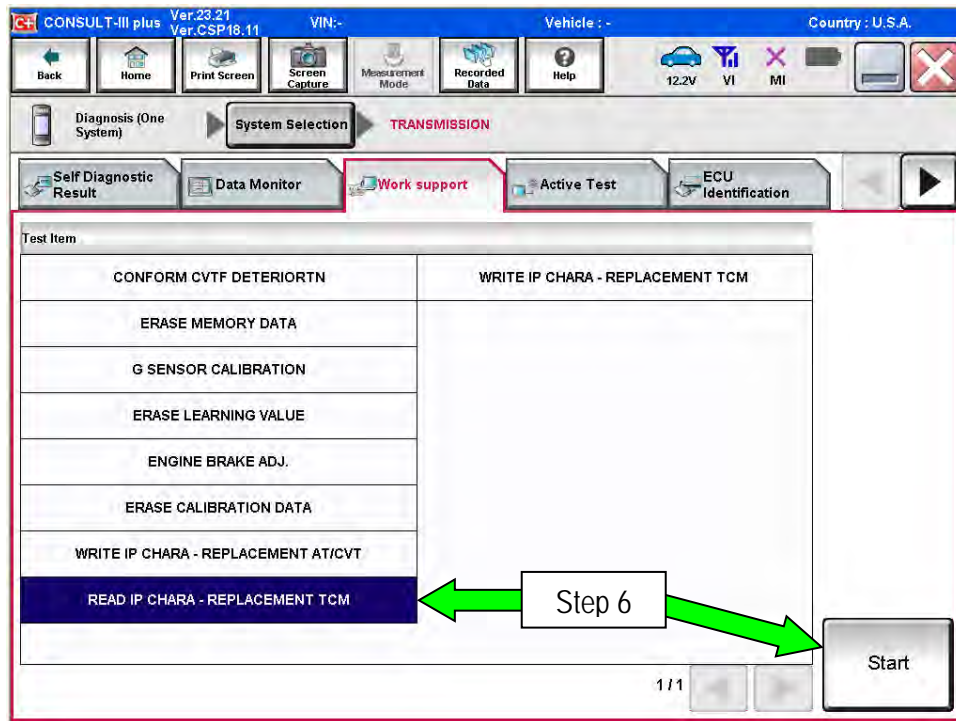 C+ CONSULT-III plus Ver.23.21 VIN:- Vehicle : - Country : U.S.A.
Ver.CSP18.11
Back
Home
Print Screen
Screen Capture
Measurement Mode
Recorded Data
Help
12.2V
VI
MI
Diagnosis (One
System)
System Selection
TRANSMISSION
Self Diagnostic
Result
Data Monitor
Work support
Active Test
ECU
Identification
Test Item
CONFORM CVTF DETERIORTN
WRITE IP CHARA - REPLACEMENT TCM
ERASE MEMORY DATA
G SENSOR CALIBRATION
ERASE LEARNING VALUE
ENGINE BRAKE ADJ.
ERASE CALIBRATION DATA
WRITE IP CHARA - REPLACEMENT AT/CVT
READ IP CHARA - REPLACEMENT TCM
Step 6
Start
1/1